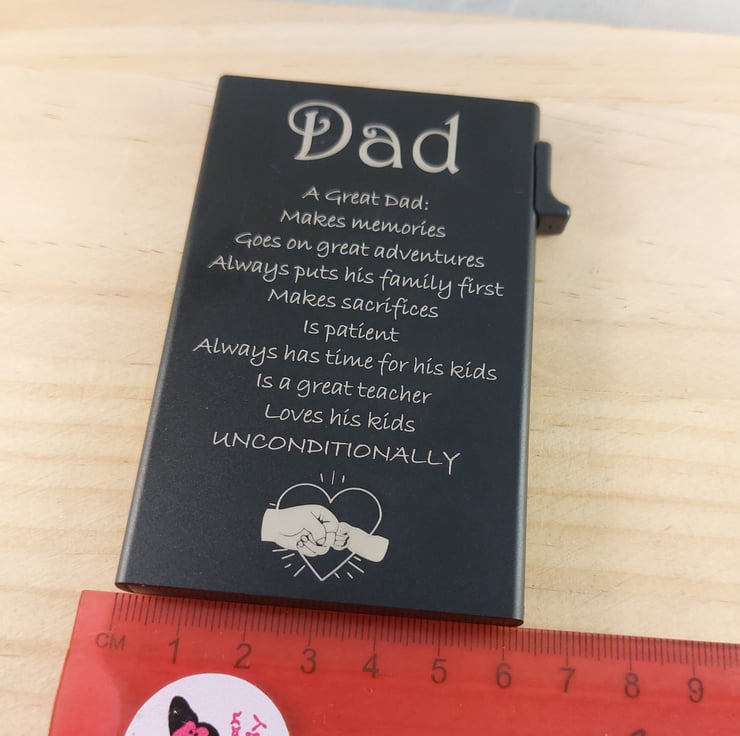 Dad
A Great Dad:
Makes memories
Goes on great adventures
Always puts his family first
Makes sacrifices
Is patient
Always has time for his kids
Is a great teacher
Loves his kids
UNCONDITIONALLY
CM 1 2 3 4 5 6 7 8 9